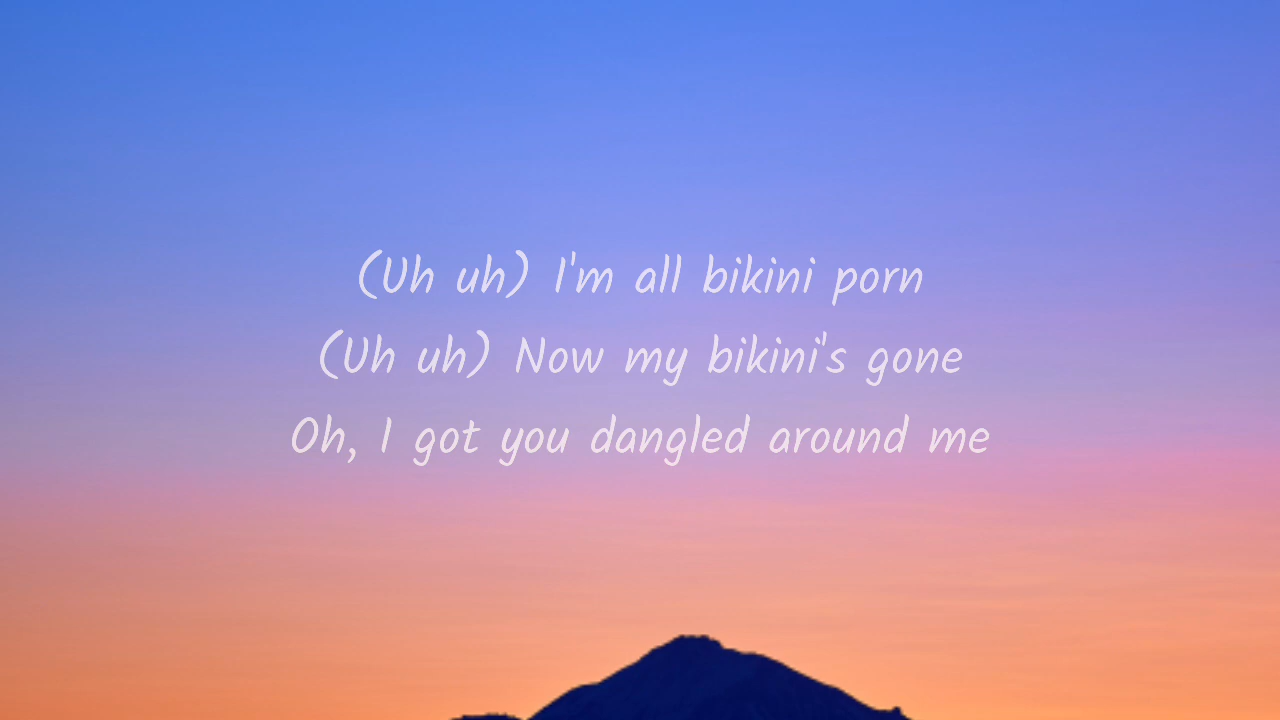 (Uh uh) I'm all bikini porn
(Uh uh) Now my bikini's gone
Oh, I got you dangled around me